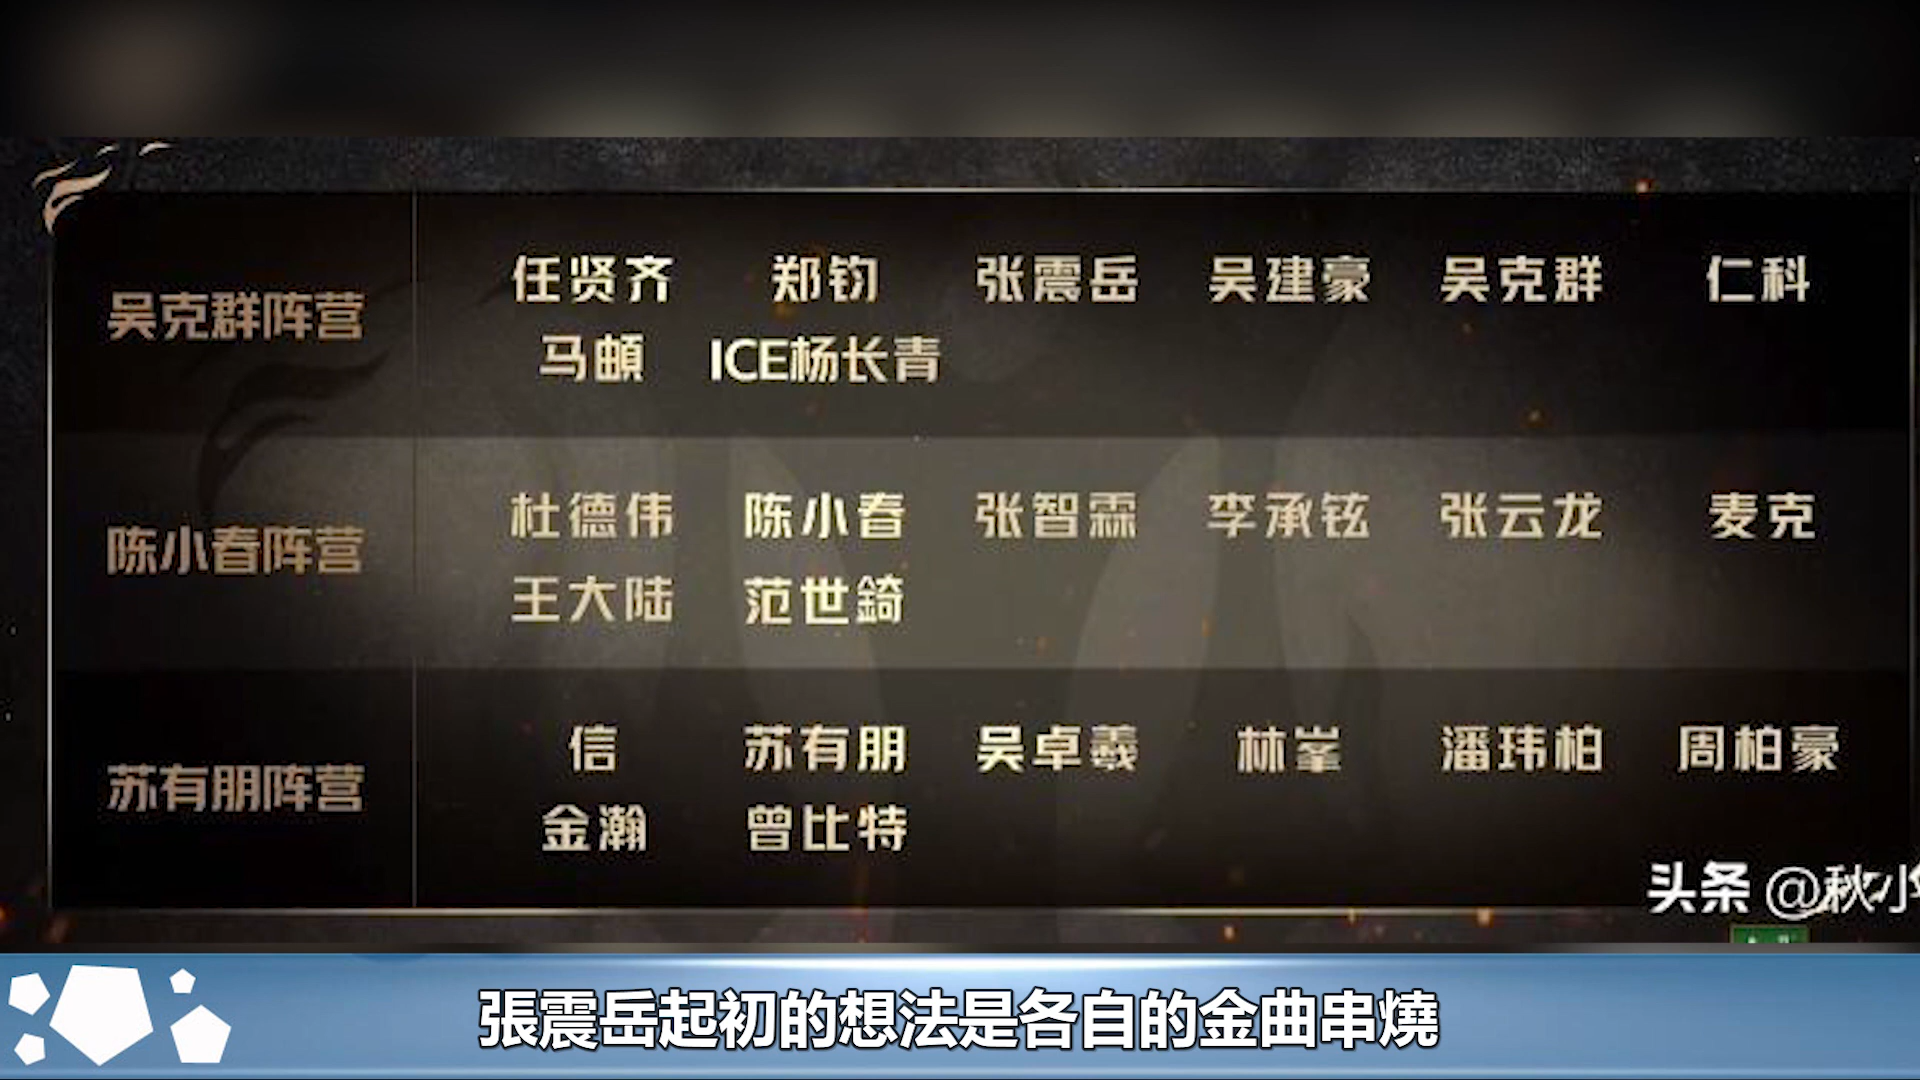 吴克群阵营
任贤齐 郑钧 张震岳 吴建豪 吴克群 仁科
马頔 ICE杨长青
陈小春阵营
杜德伟 陈小春 张智霖 李承铉 张云龙 麦克
王大陆 范世錡
苏有朋阵营
信 苏有朋 吴卓羲 林峯 潘玮柏 周柏豪
金瀚 曾比特
头条 @秋小
張震岳起初的想法是各自的金曲串燒